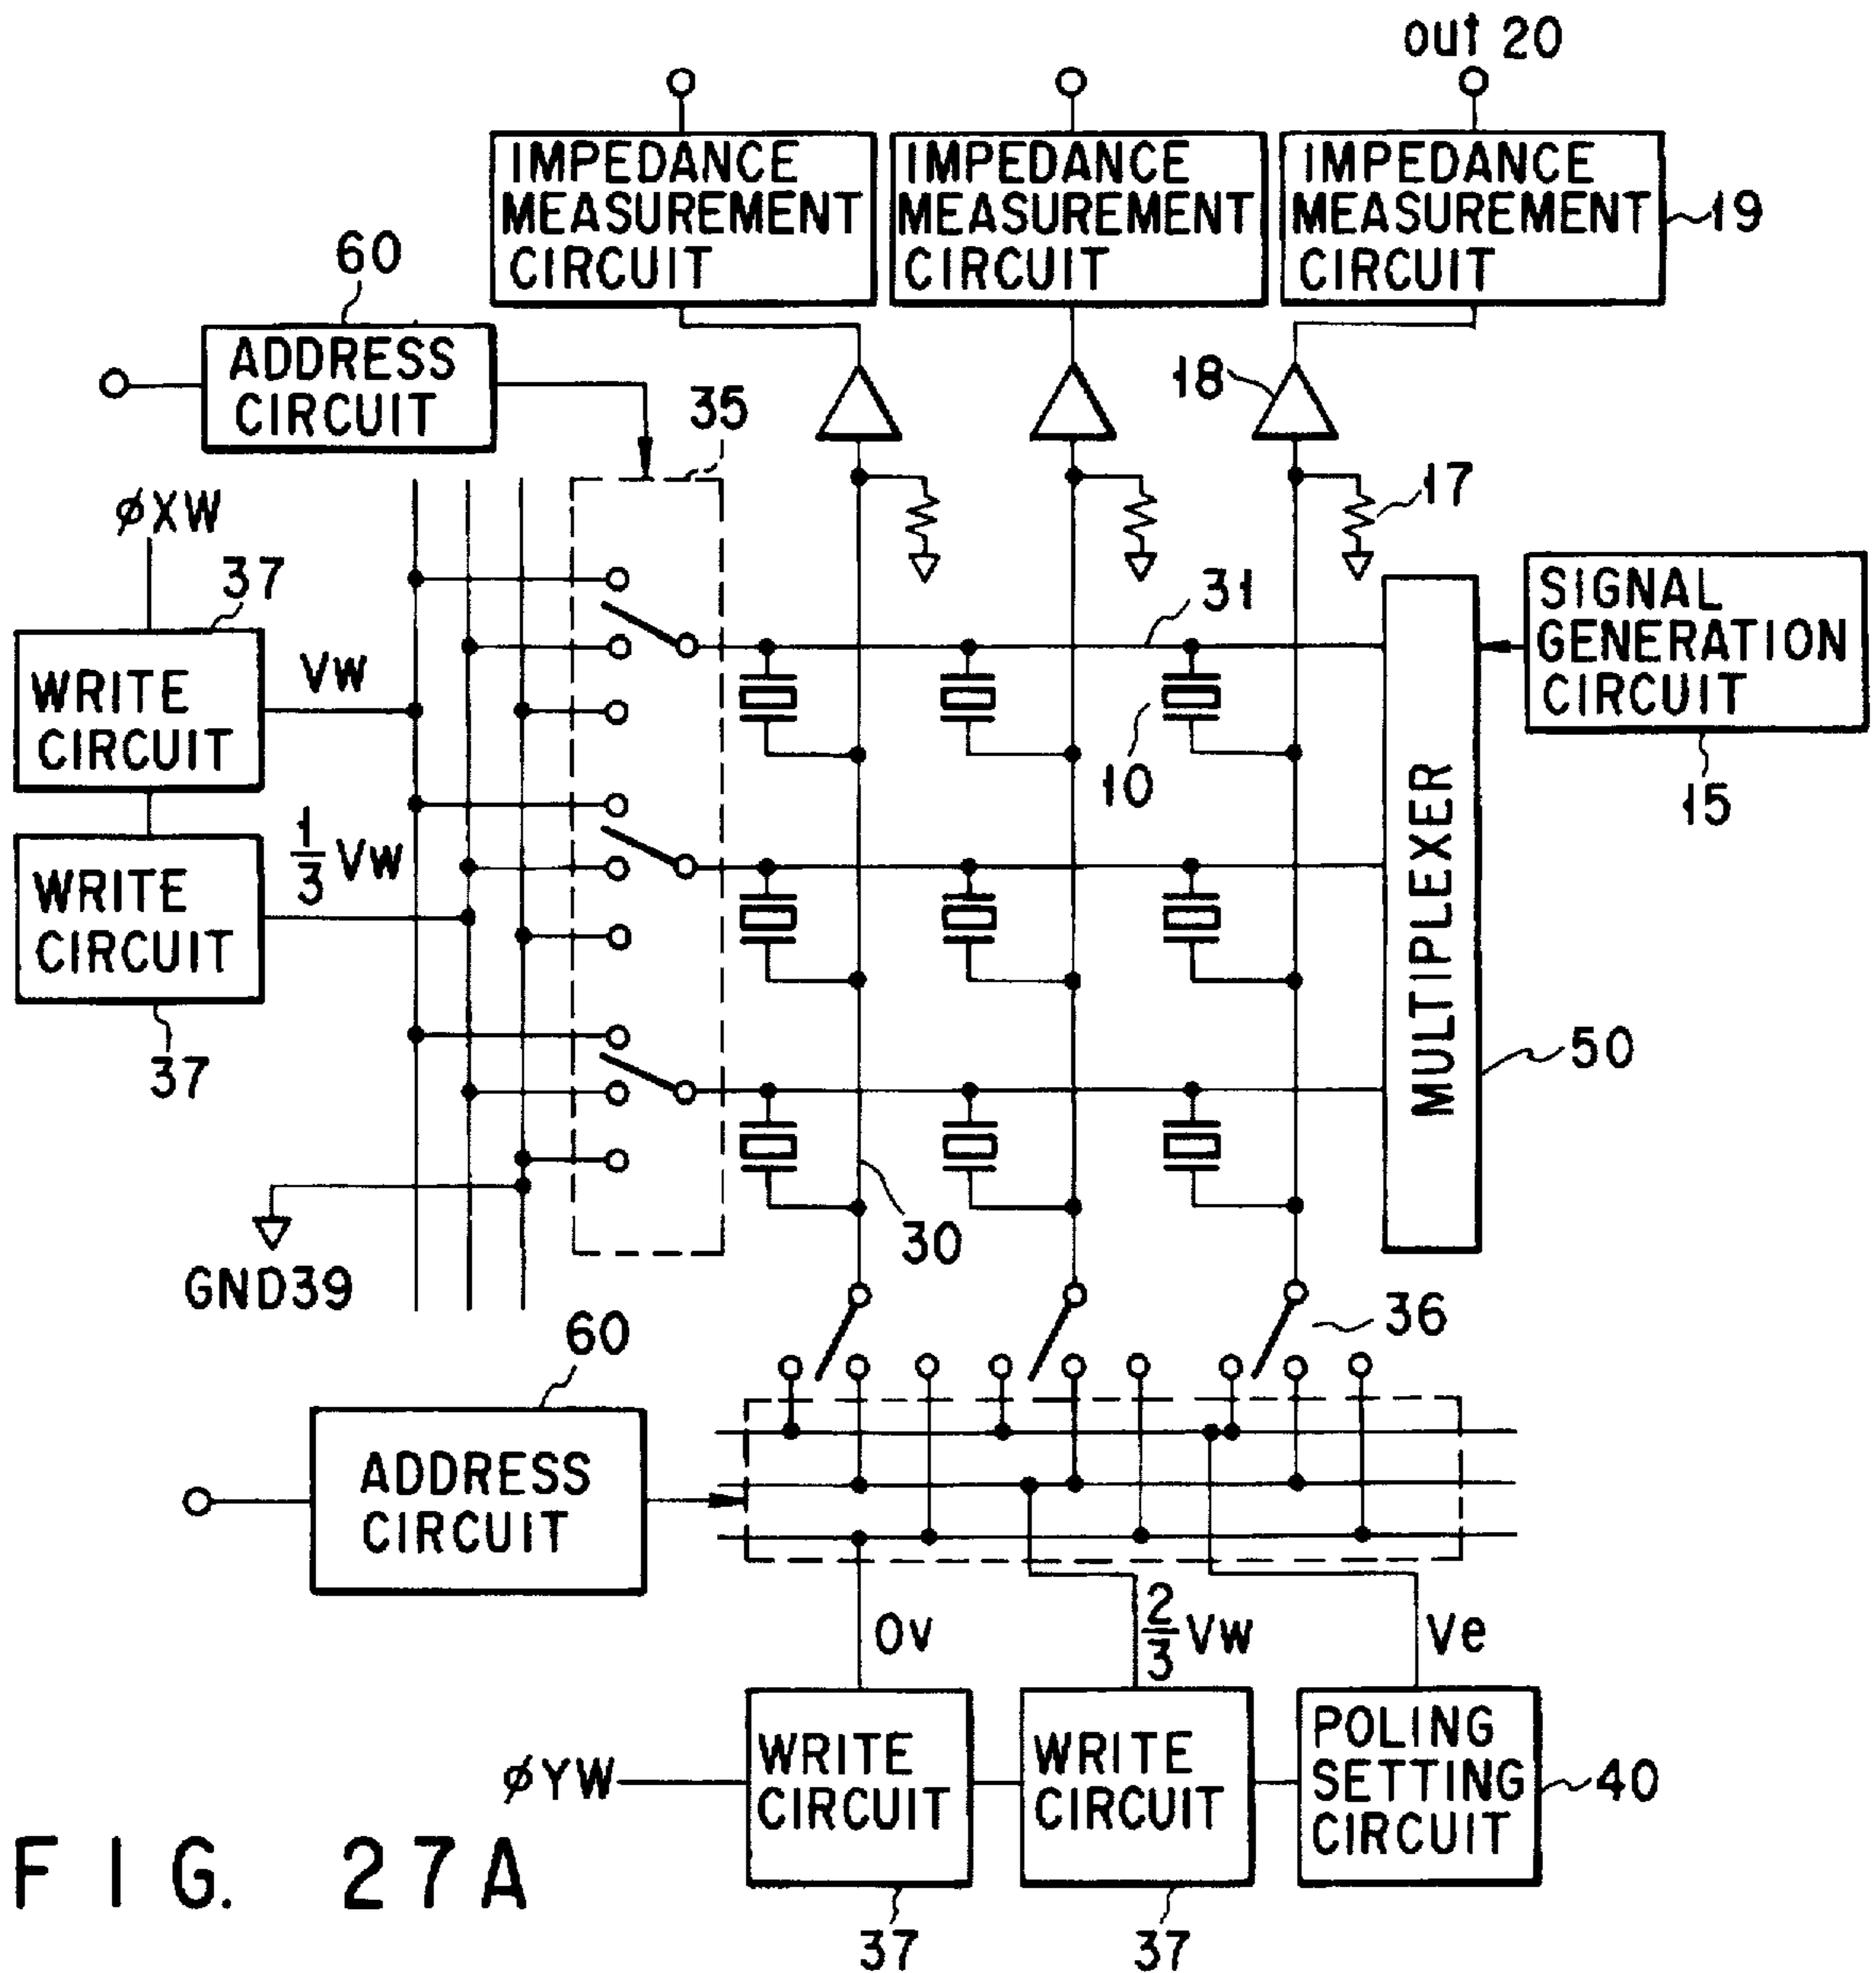 out 20
IMPEDANCE
MEASUREMENT
CIRCUIT
IMPEDANCE
MEASUREMENT
CIRCUIT
IMPEDANCE
MEASUREMENT
CIRCUIT
19
60
ADDRESS
CIRCUIT
35
18
17
φXW
37
WRITE
CIRCUIT
Vw
31
SIGNAL
GENERATION
CIRCUIT
10
15
1/3 Vw
WRITE
CIRCUIT
37
MULTIPLEXER
50
30
GND39
36
60
ADDRESS
CIRCUIT
0v
2/3 Vw
Ve
φYW
WRITE
CIRCUIT
WRITE
CIRCUIT
POLING
SETTING
CIRCUIT
40
37
37
FIG. 27A